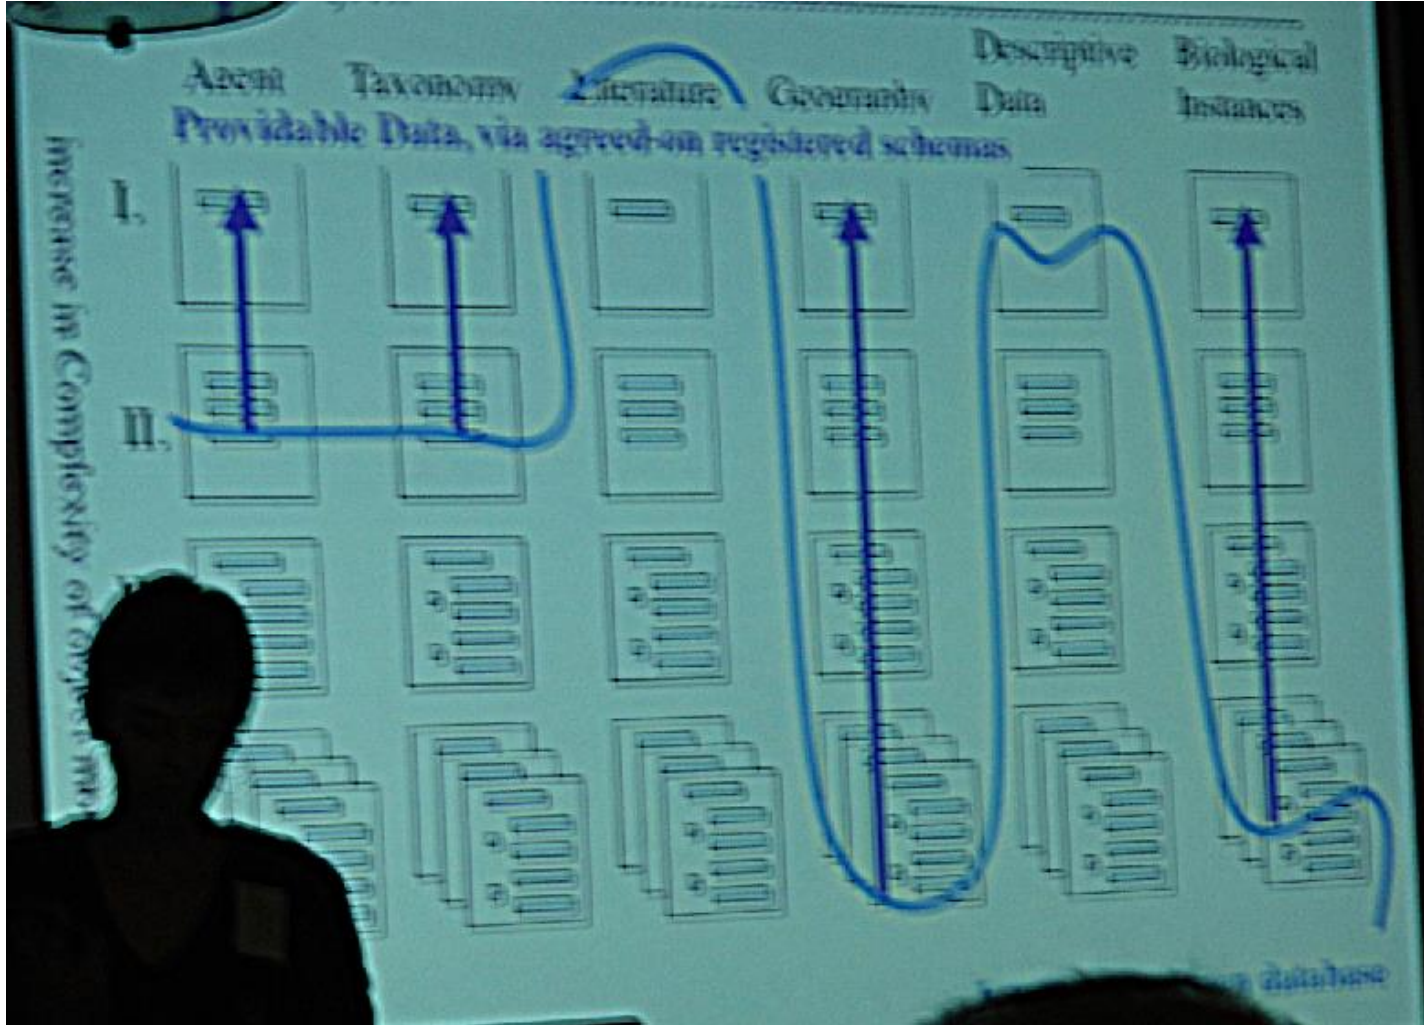 Agent Taxonomy Literature Geography Descriptive Data Biological Instances
Providable Data, via agreed-on registered schemas
I.
II.
increase in Complexity of object
database